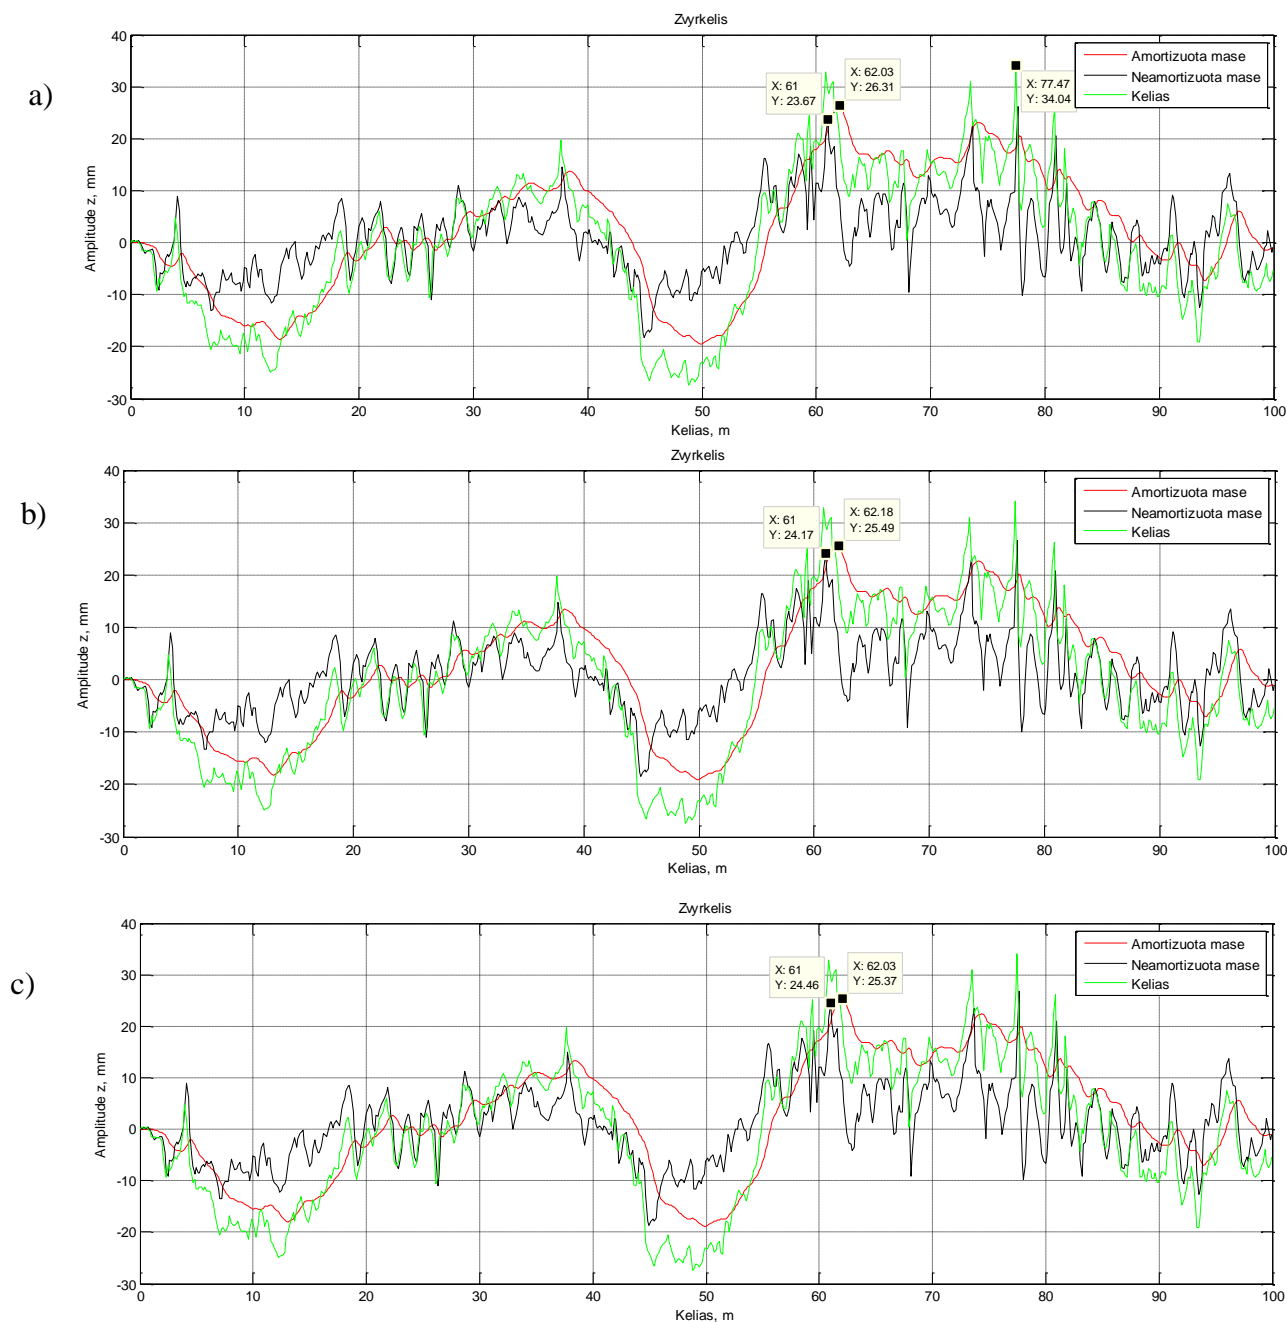 a)
Zvyrkelis
Amplitude z, mm
40
30
20
10
0
-10
-20
-30
X: 61
Y: 23.67
X: 62.03
Y: 26.31
X: 77.47
Y: 34.04
Amortizuota mase
Neamortizuota mase
Kelias
0 10 20 30 40 50 60 70 80 90 100
Kelias, m
b)
Zvyrkelis
Amplitude z, mm
40
30
20
10
0
-10
-20
-30
X: 61
Y: 24.17
X: 62.18
Y: 25.49
Amortizuota mase
Neamortizuota mase
Kelias
0 10 20 30 40 50 60 70 80 90 100
Kelias, m
c)
Zvyrkelis
Amplitude z, mm
40
30
20
10
0
-10
-20
-30
X: 61
Y: 24.46
X: 62.03
Y: 25.37
Amortizuota mase
Neamortizuota mase
Kelias
0 10 20 30 40 50 60 70 80 90 100
Kelias, m